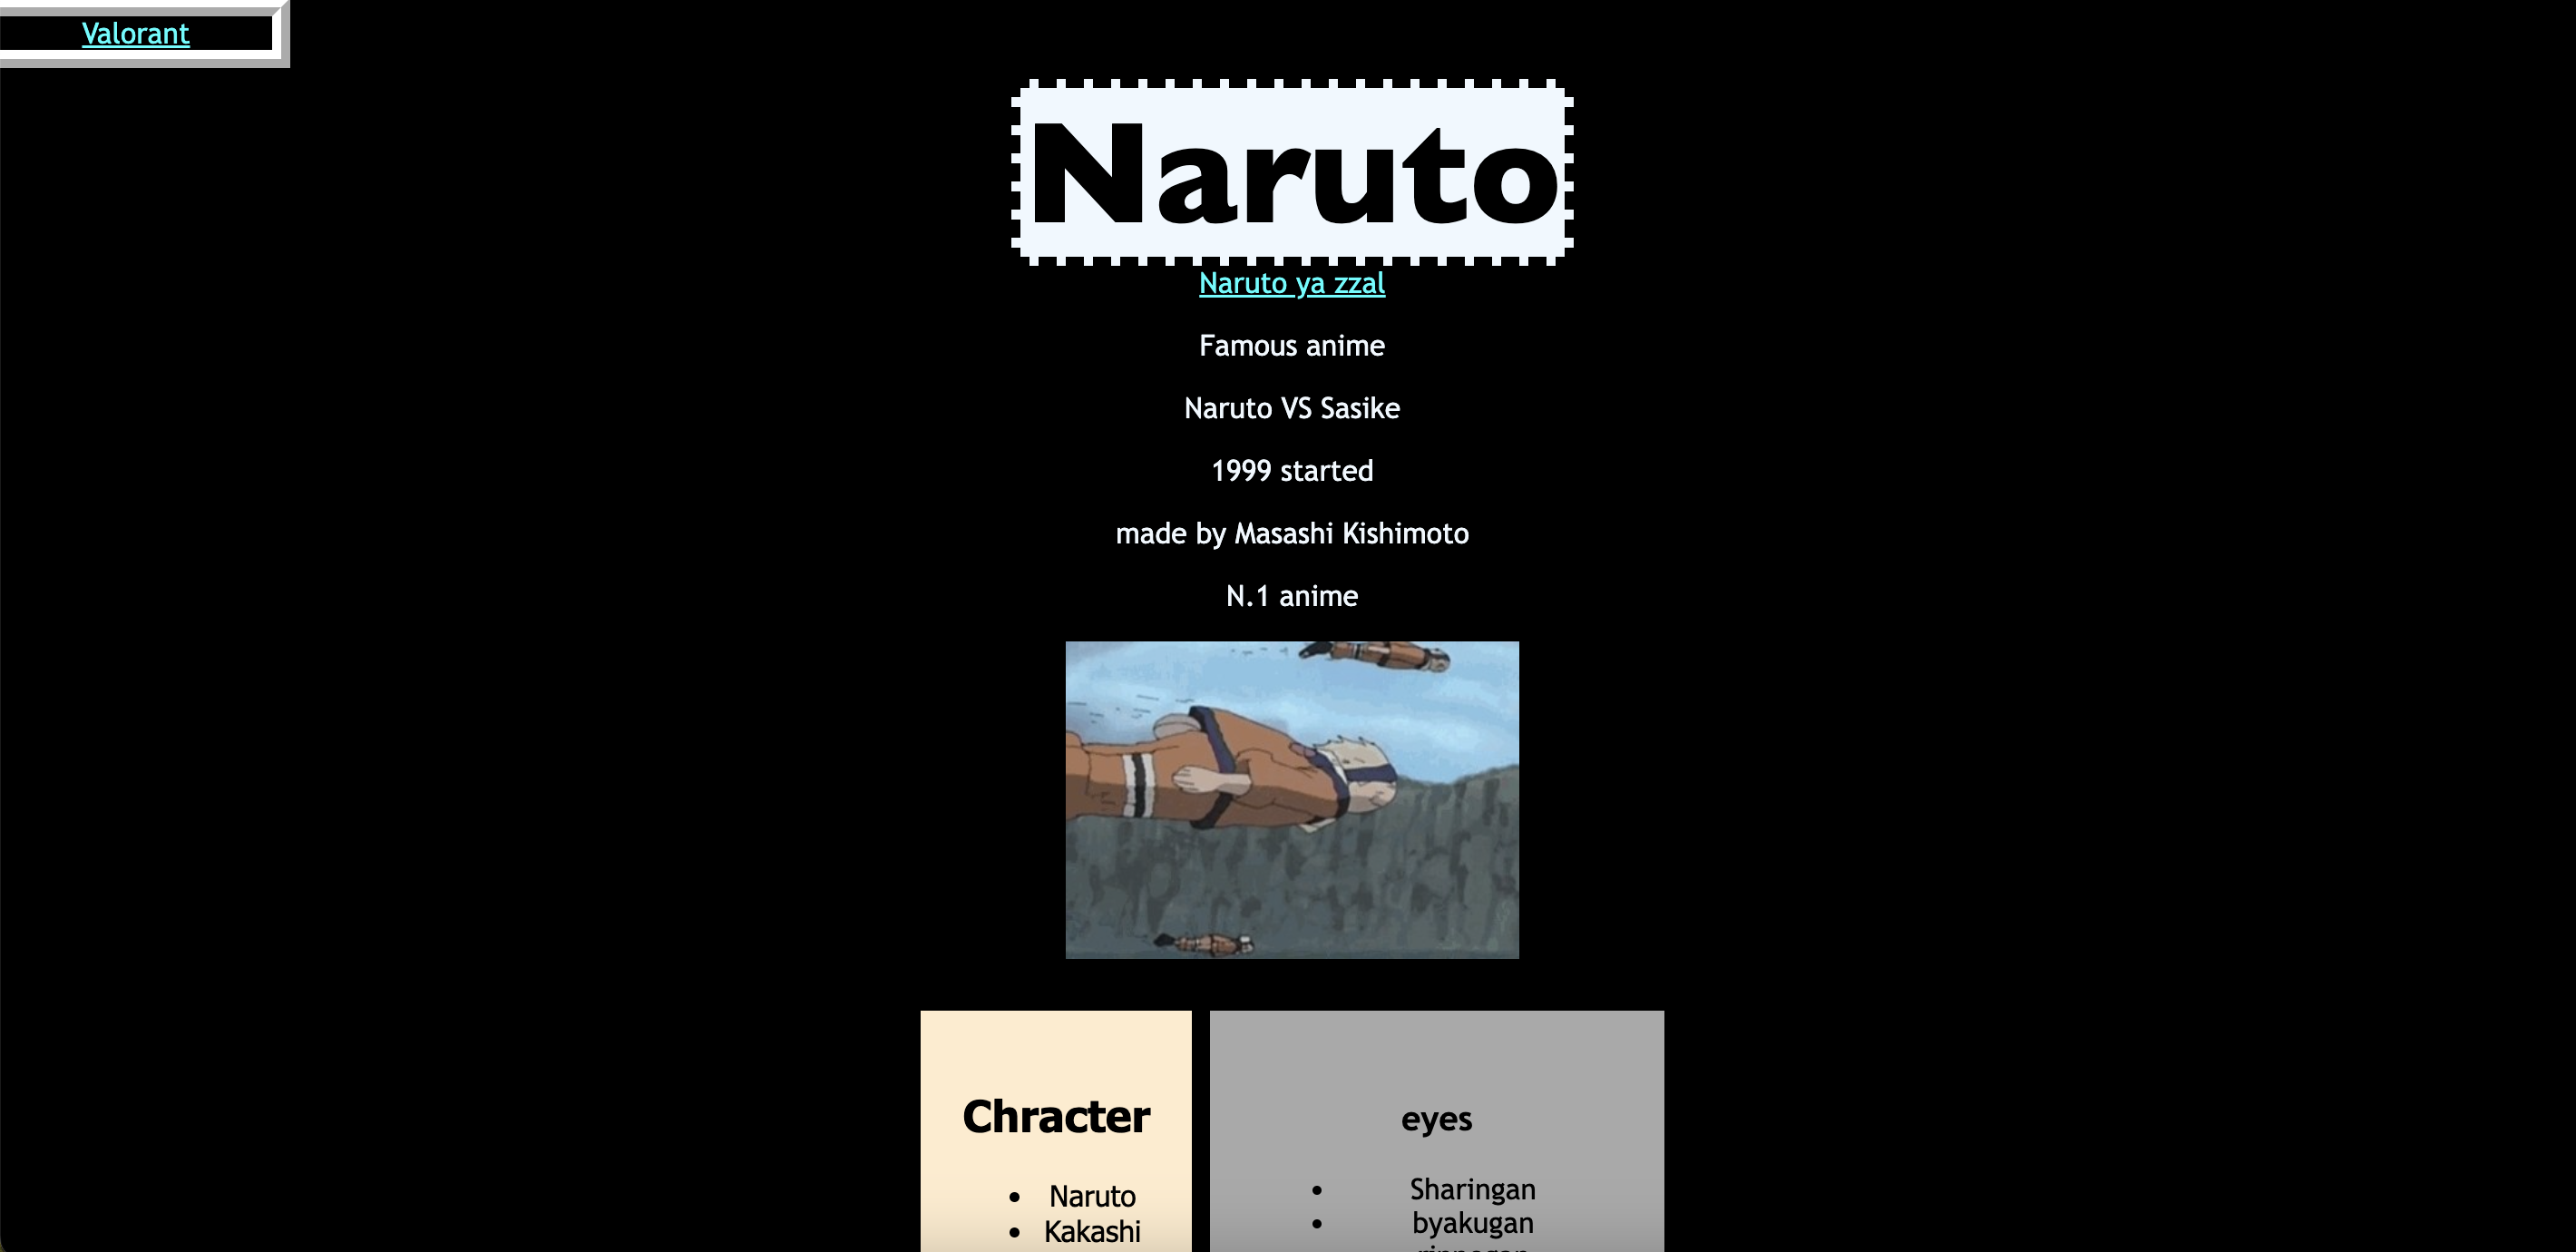 Valorant
Naruto
Naruto ya zzal
Famous anime
Naruto VS Sasike
1999 started
made by Masashi Kishimoto
N.1 anime
Chracter
Naruto
Kakashi
eyes
Sharingan
byakugan